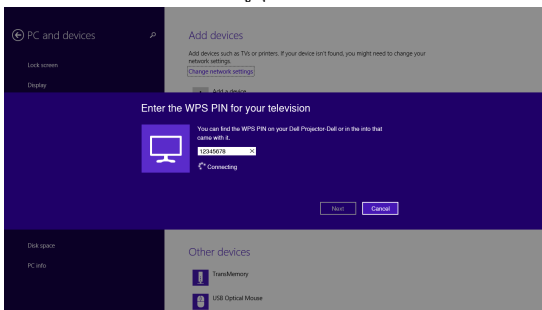 PC and devices
Lock screen
Display
Disk space
PC info
Add devices
Add devices such as TVs or printers. If your device isn't found, you might need to change your
network settings.
Change network settings
Add a device
Enter the WPS PIN for your television
You can find the WPS PIN on your Dell Projector-Dell or in the into that
came with it.
12345678
Connecting
Next
Cancel
Other devices
TransMemory
USB Optical Mouse